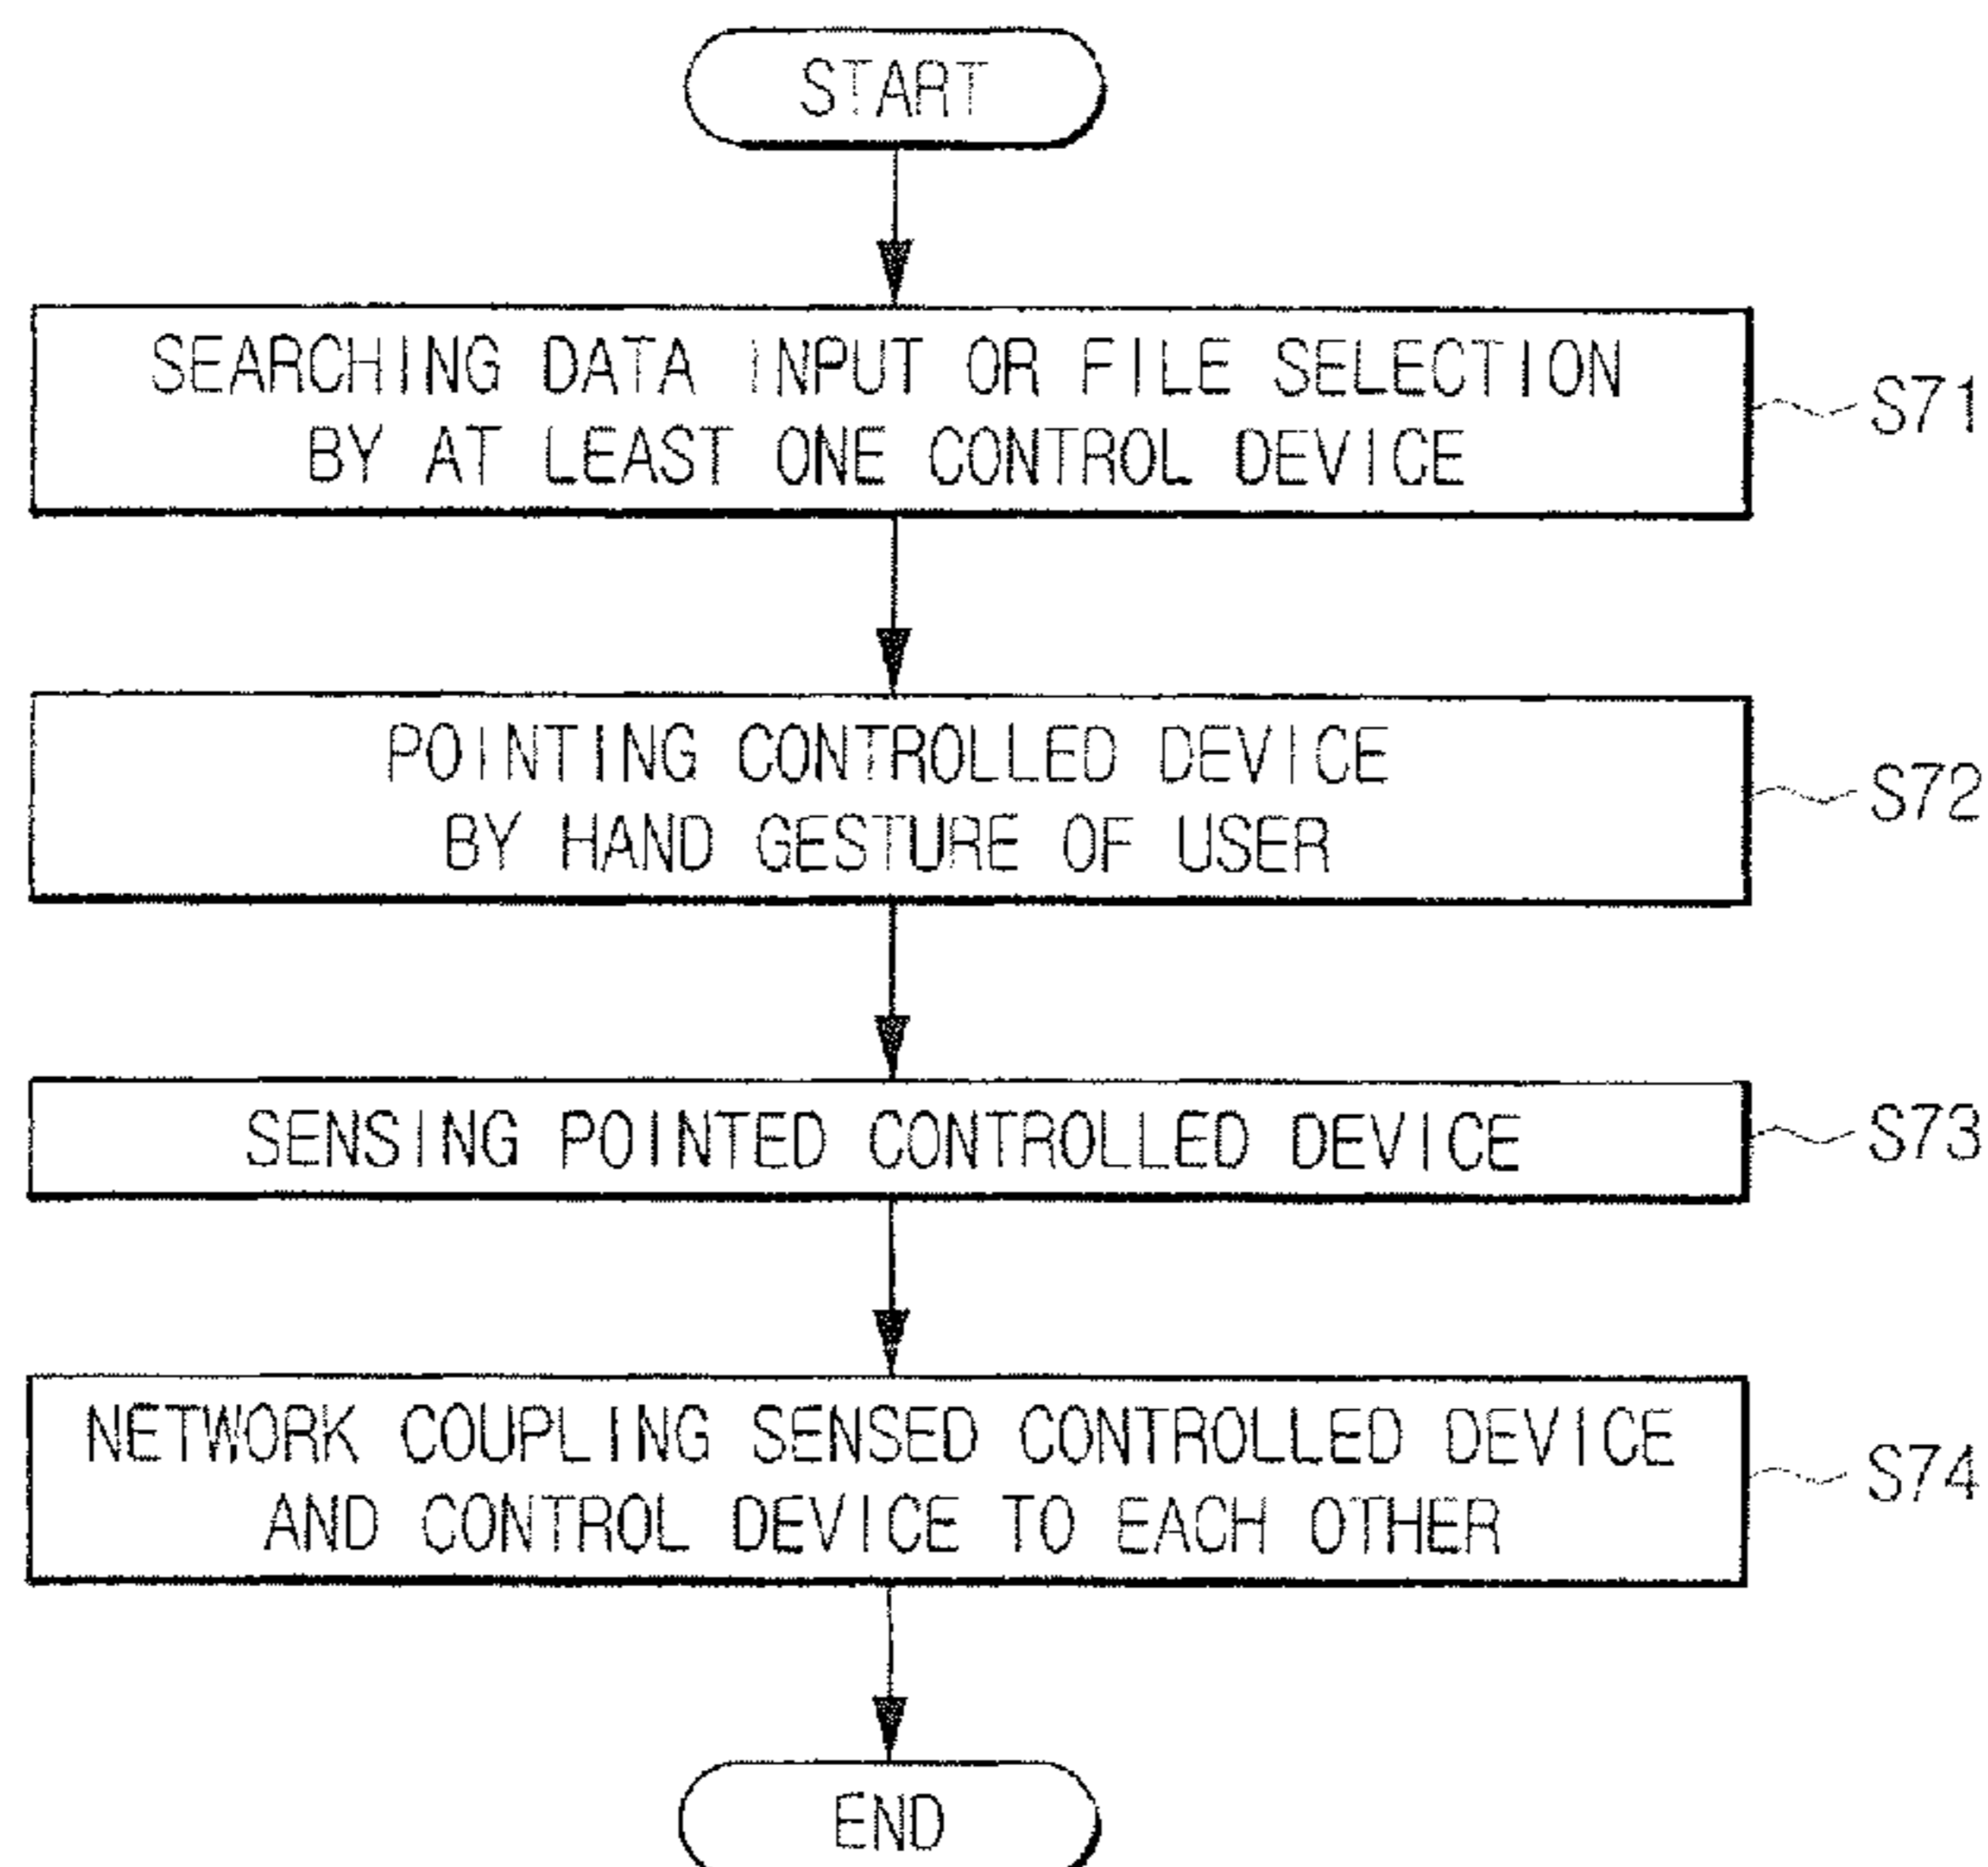 START
SEARCHING DATA INPUT OR FILE SELECTION
BY AT LEAST ONE CONTROL DEVICE
S71
POINTING CONTROLLED DEVICE
BY HAND GESTURE OF USER
S72
SENSING POINTED CONTROLLED DEVICE
S73
NETWORK COUPLING SENSED CONTROLLED DEVICE
AND CONTROL DEVICE TO EACH OTHER
S74
END